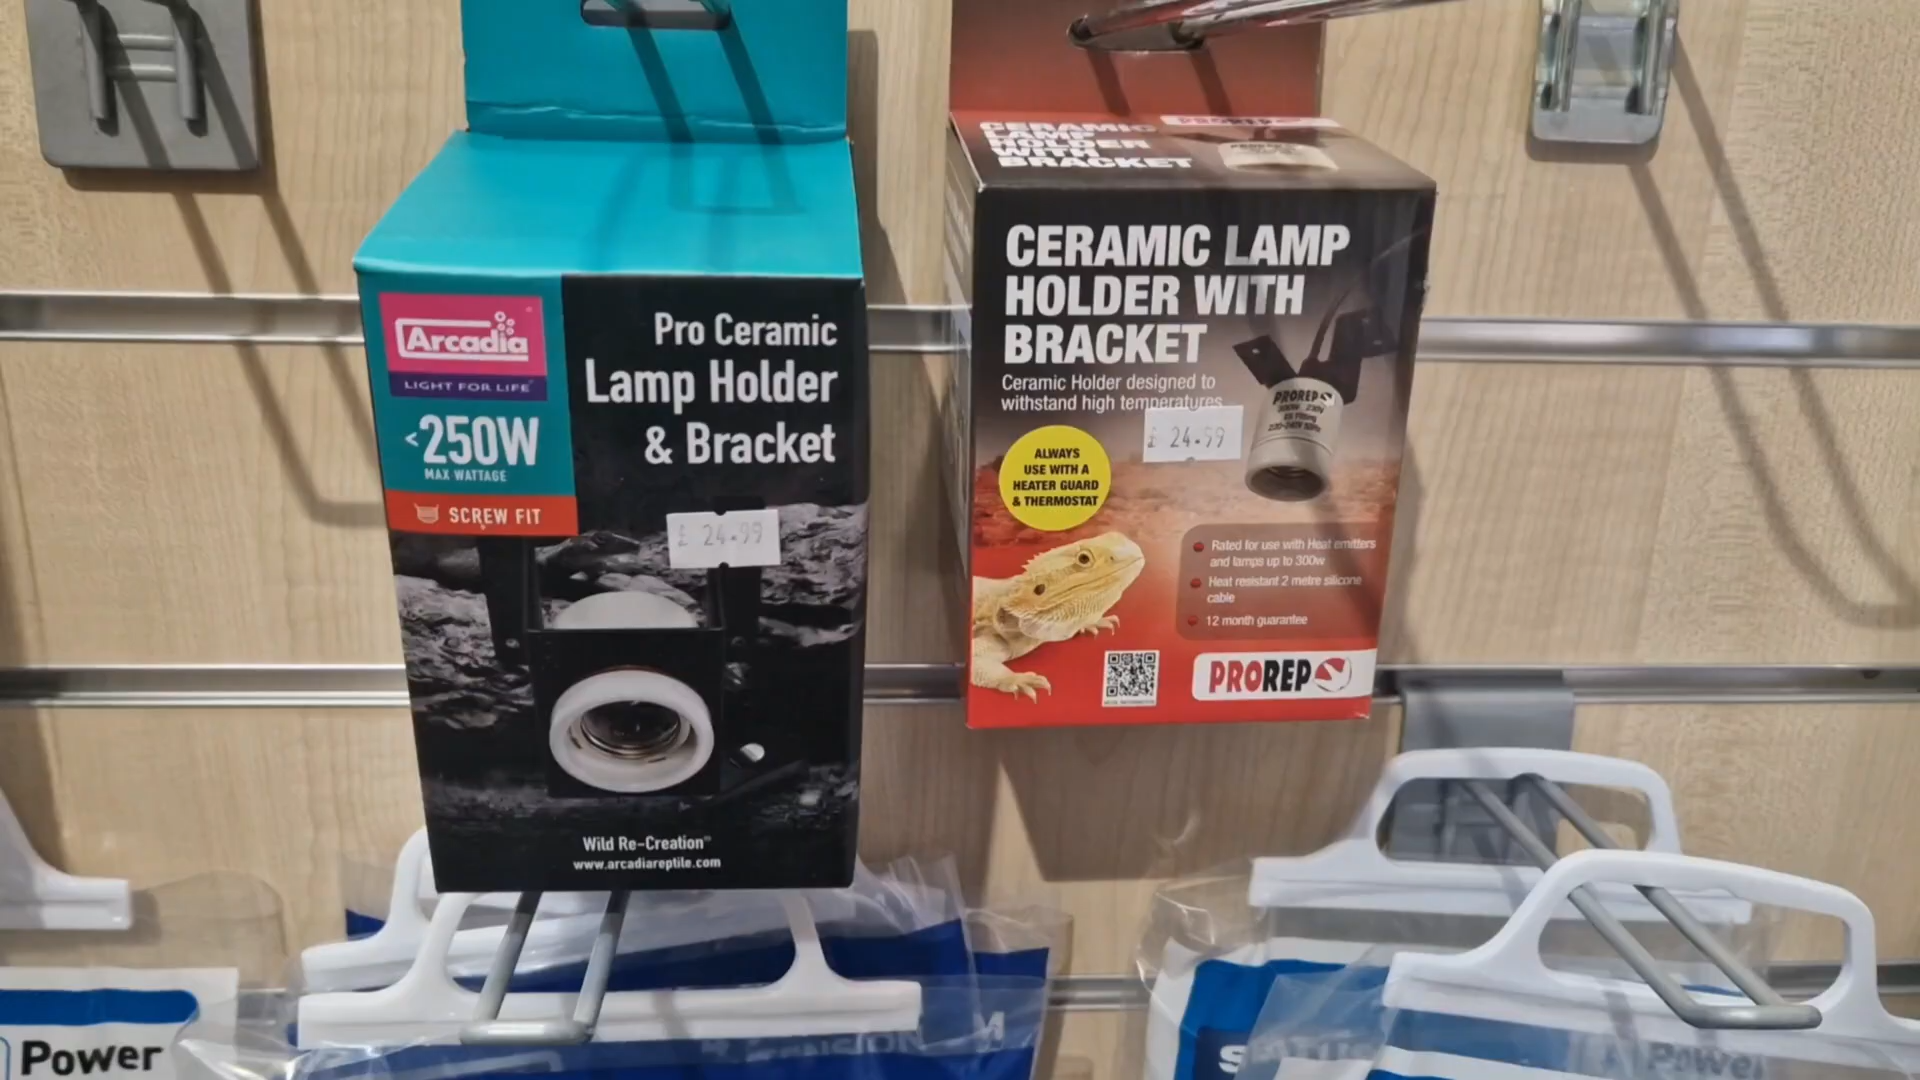 Arcadia
LIGHT FOR LIFE
<250W
MAX WATTAGE
SCREW FIT
Pro Ceramic
Lamp Holder
& Bracket
£ 24.99
Wild Re-Creation
www.arcadiareptile.com
CERAMIC
LAMP
HOLDER
WITH
BRACKET
PROREP
CERAMIC LAMP
HOLDER WITH
BRACKET
Ceramic Holder designed to
withstand high temperatures
£ 24.99
PROREP
ALWAYS
USE WITH A
HEATER GUARD
& THERMOSTAT
Rated for use with Heat emitters
and lamps up to 300w
Heat resistant 2 metre silicone
cable
12 month guarantee
PROREP
Power
Power